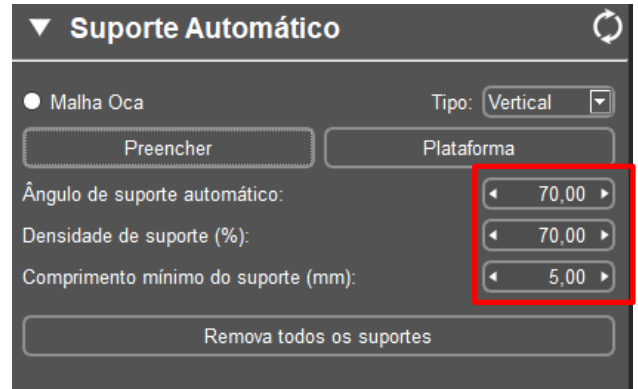 Suporte Automático
Malha Oca Tipo: Vertical
Preencher Plataforma
Ângulo de suporte automático: 70,00
Densidade de suporte (%): 70,00
Comprimento mínimo do suporte (mm): 5,00
Remova todos os suportes